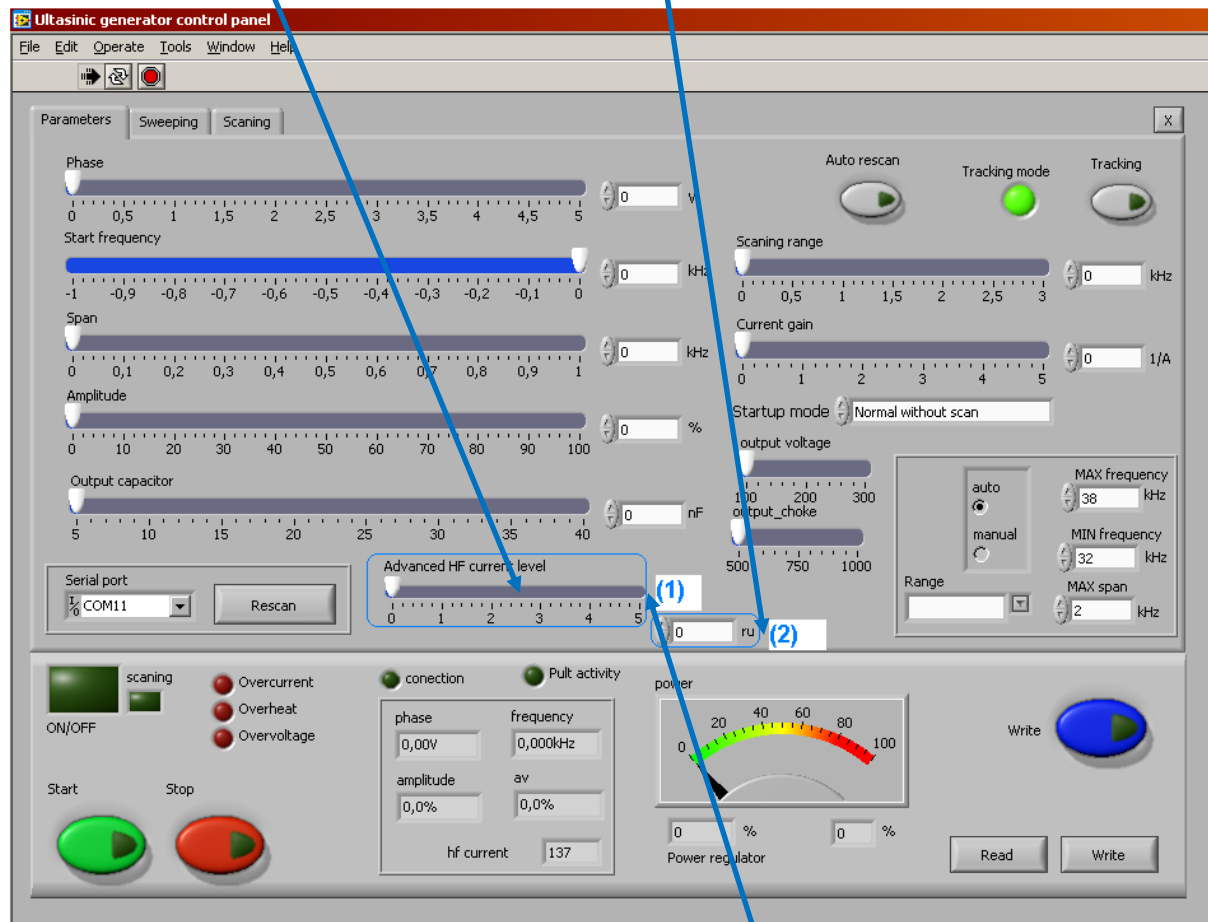 Ultasinic generator control panel
File Edit Operate Tools Window Help
Parameters Sweeping Scaning X
Phase
0 0,5 1 1,5 2 2,5 3 3,5 4 4,5 5
0 V
Auto rescan
Tracking mode
Tracking
Start frequency
-1 -0,9 -0,8 -0,7 -0,6 -0,5 -0,4 -0,3 -0,2 -0,1 0
0 kHz
Scaning range
0 0,5 1 1,5 2 2,5 3
0 kHz
Span
0 0,1 0,2 0,3 0,4 0,5 0,6 0,7 0,8 0,9 1
0 kHz
Current gain
0 1 2 3 4 5
0 1/A
Amplitude
0 10 20 30 40 50 60 70 80 90 100
0 %
Startup mode Normal without scan
Output capacitor
5 10 15 20 25 30 35 40
0 nF
output voltage
100 200 300
output_choke
500 750 1000
auto
manual
MAX frequency
38 kHz
MIN frequency
32 kHz
Range
MAX span
2 kHz
Serial port
I/0 COM11
Rescan
Advanced HF current level
0 1 2 3 4 5
(1)
0 ru (2)
ON/OFF
scaning
Overcurrent
Overheat
Overvoltage
Start Stop
conection
Pult activity
phase frequency
0,00V 0,000kHz
amplitude av
0,0% 0,0%
hf current 137
power
0 20 40 60 80 100
0 % 0 %
Power regulator
Write
Read Write